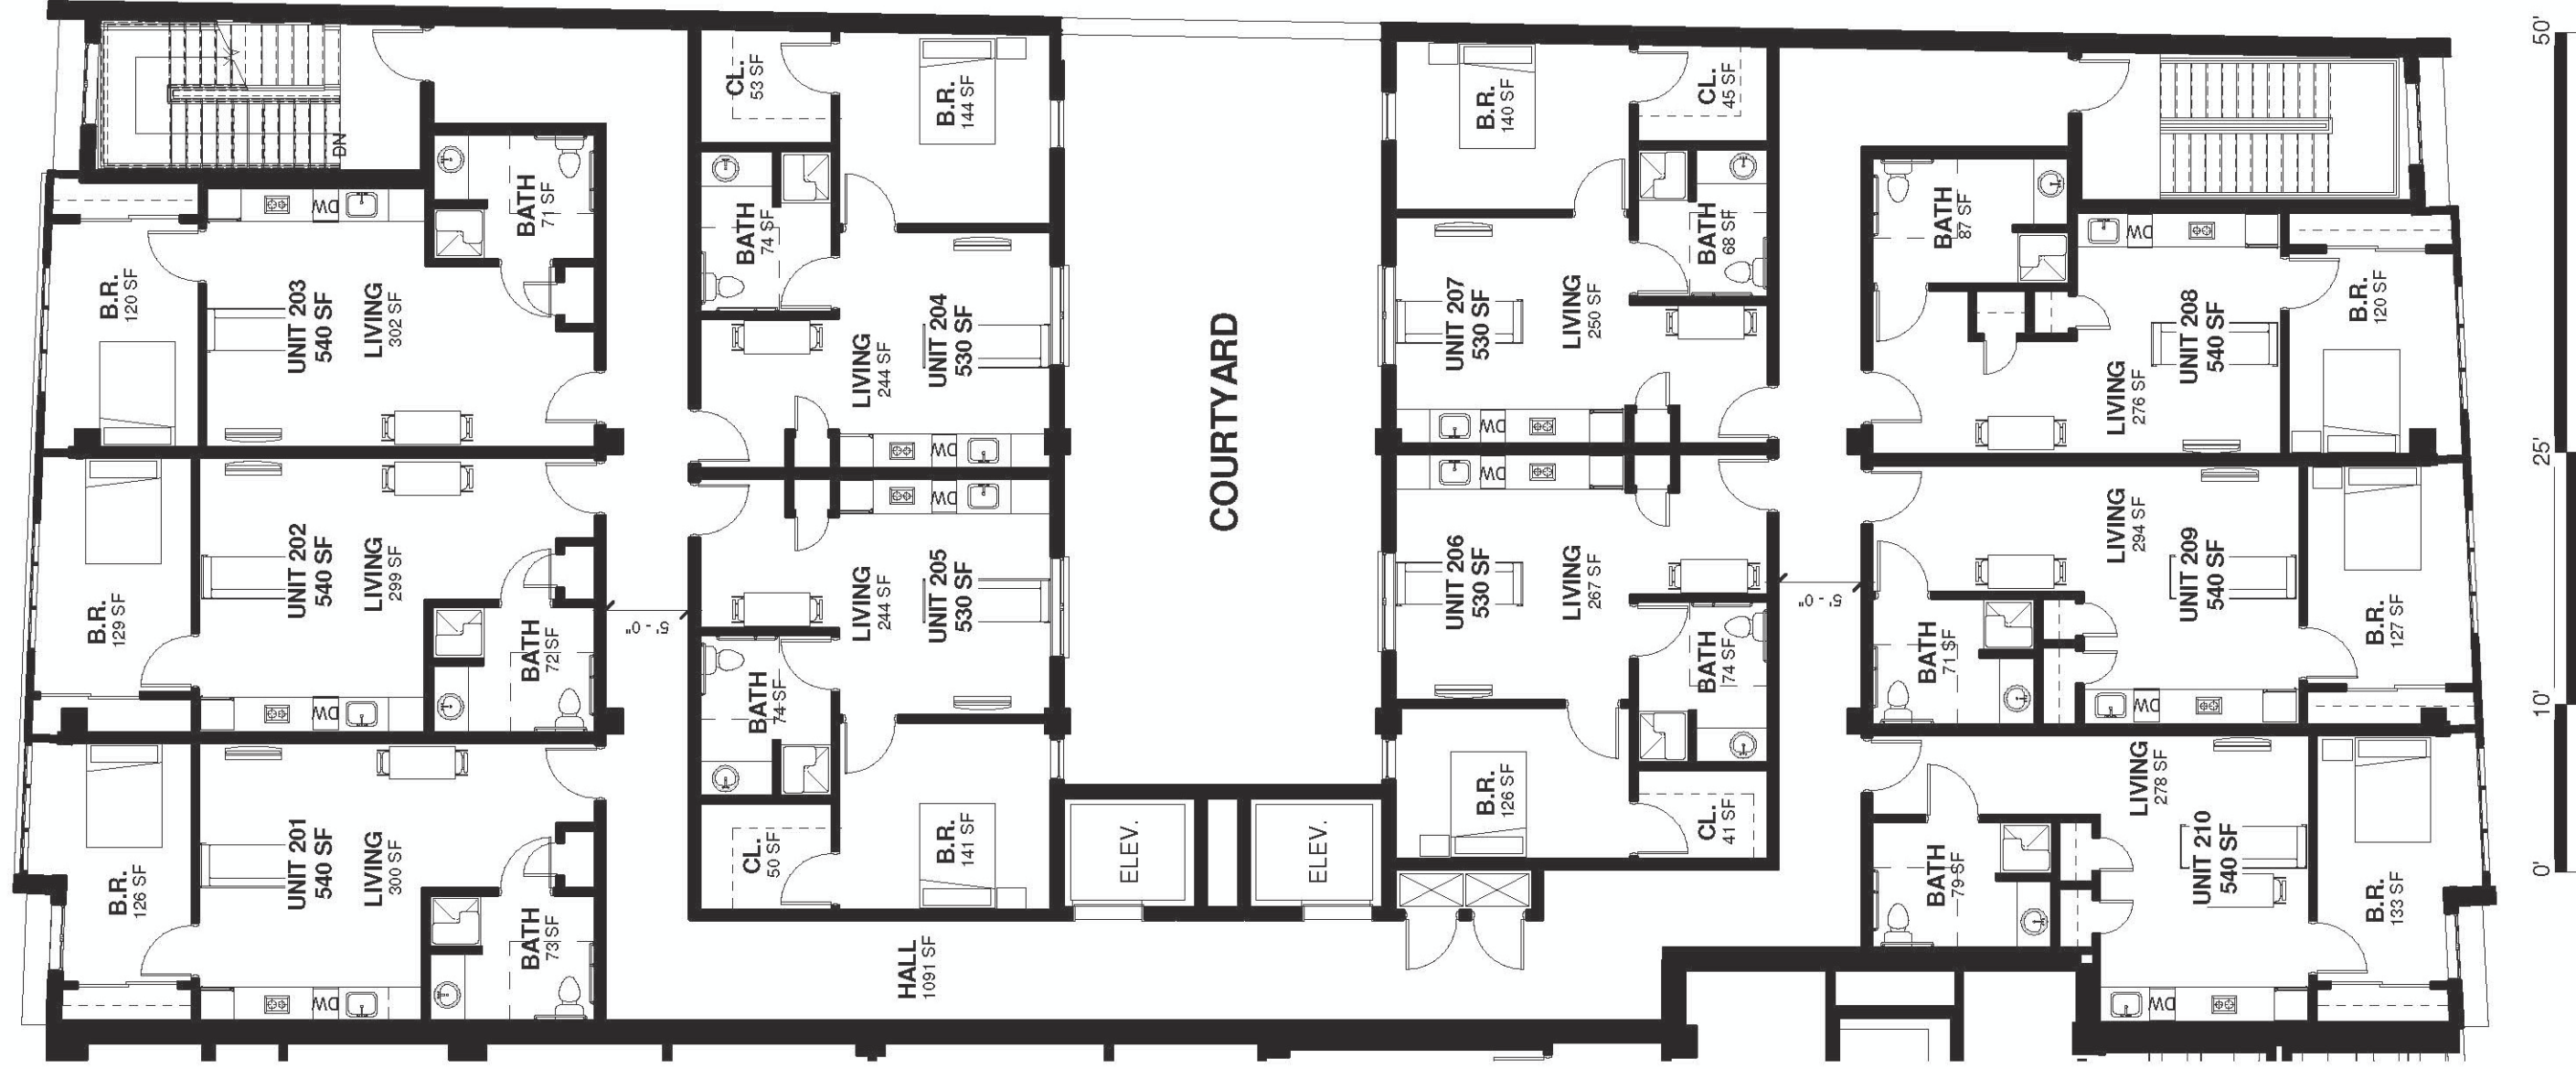 DN
B.R.
120 SF
UNIT 203
540 SF
LIVING
302 SF
DW
BATH
71 SF
B.R.
129 SF
UNIT 202
540 SF
LIVING
299 SF
DW
BATH
72 SF
B.R.
126 SF
UNIT 201
540 SF
LIVING
300 SF
DW
BATH
73 SF
5' - 0"
CL.
53 SF
B.R.
144 SF
BATH
74 SF
LIVING
244 SF
UNIT 204
530 SF
DW
DW
LIVING
244 SF
UNIT 205
530 SF
BATH
74 SF
CL.
50 SF
B.R.
141 SF
HALL
1091 SF
COURTYARD
ELEV.
ELEV.
B.R.
140 SF
CL.
45 SF
BATH
68 SF
UNIT 207
530 SF
LIVING
250 SF
DW
DW
UNIT 206
530 SF
LIVING
267 SF
BATH
74 SF
B.R.
126 SF
CL.
41 SF
5' - 0"
BATH
87 SF
DW
LIVING
276 SF
UNIT 208
540 SF
B.R.
120 SF
LIVING
294 SF
UNIT 209
540 SF
BATH
71 SF
DW
B.R.
127 SF
LIVING
278 SF
UNIT 210
540 SF
BATH
79 SF
DW
B.R.
133 SF
50'
25'
10'
0'